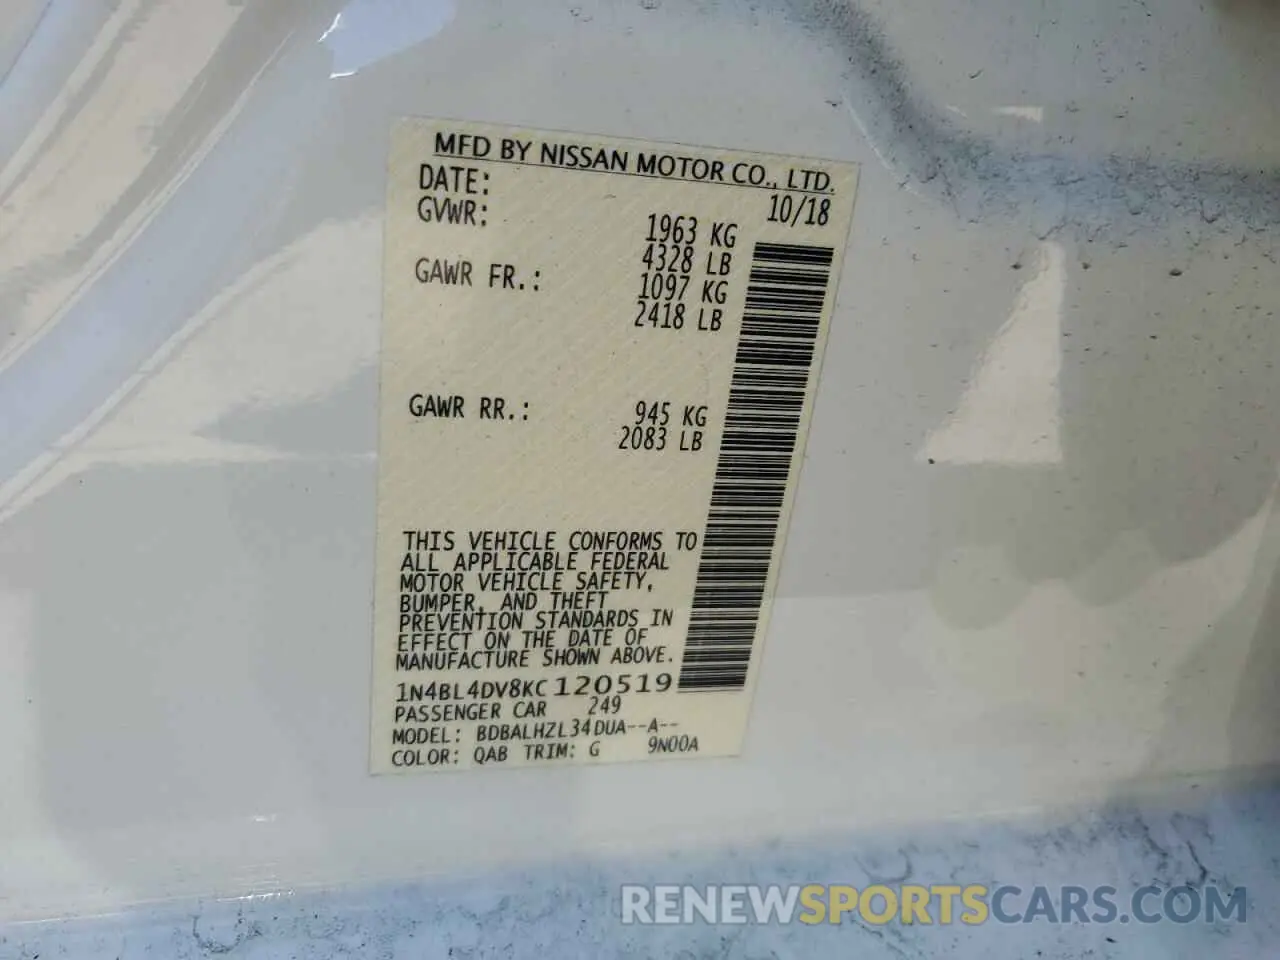 MFD BY NISSAN MOTOR CO., LTD.
DATE: 10/18
GVWR: 1963 KG
4328 LB
GAWR FR.: 1097 KG
2418 LB
GAWR RR.: 945 KG
2083 LB
THIS VEHICLE CONFORMS TO
ALL APPLICABLE FEDERAL
MOTOR VEHICLE SAFETY,
BUMPER, AND THEFT
PREVENTION STANDARDS IN
EFFECT ON THE DATE OF
MANUFACTURE SHOWN ABOVE.
1N4BL4DV8KC120519
PASSENGER CAR 249
MODEL: BDBALHZL34DUA--A--
COLOR: QAB TRIM: G 9N00A
RENEWSPORTSCARS.COM